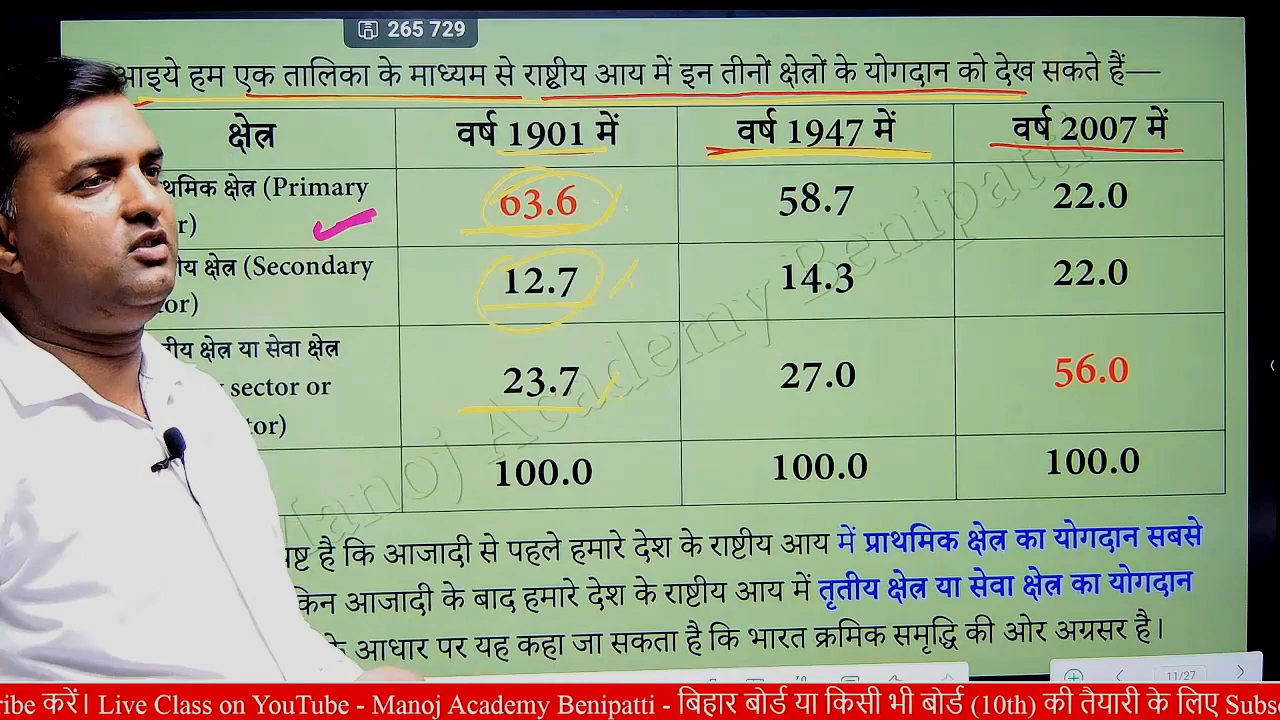 265 729
आइये हम एक तालिका के माध्यम से राष्ट्रीय आय में इन तीनों क्षेत्रों के योगदान को देख सकते हैं—
क्षेत्र वर्ष 1901 में वर्ष 1947 में वर्ष 2007 में
थमिक क्षेत्र (Primary 63.6 58.7 22.0
r)
ीय क्षेत्र (Secondary 12.7 14.3 22.0
tor)
तीय क्षेत्र या सेवा क्षेत्र
sector or 23.7 27.0 56.0
tor)
100.0 100.0 100.0
ष्ट है कि आजादी से पहले हमारे देश के राष्ट्रीय आय में प्राथमिक क्षेत्र का योगदान सबसे
किन आजादी के बाद हमारे देश के राष्ट्रीय आय में तृतीय क्षेत्र या सेवा क्षेत्र का योगदान
के आधार पर यह कहा जा सकता है कि भारत क्रमिक समृद्धि की ओर अग्रसर है।
Manoj Academy Benipatti
11/27
ribe करें। Live Class on YouTube - Manoj Academy Benipatti - बिहार बोर्ड या किसी भी बोर्ड (10th) की तैयारी के लिए Subs